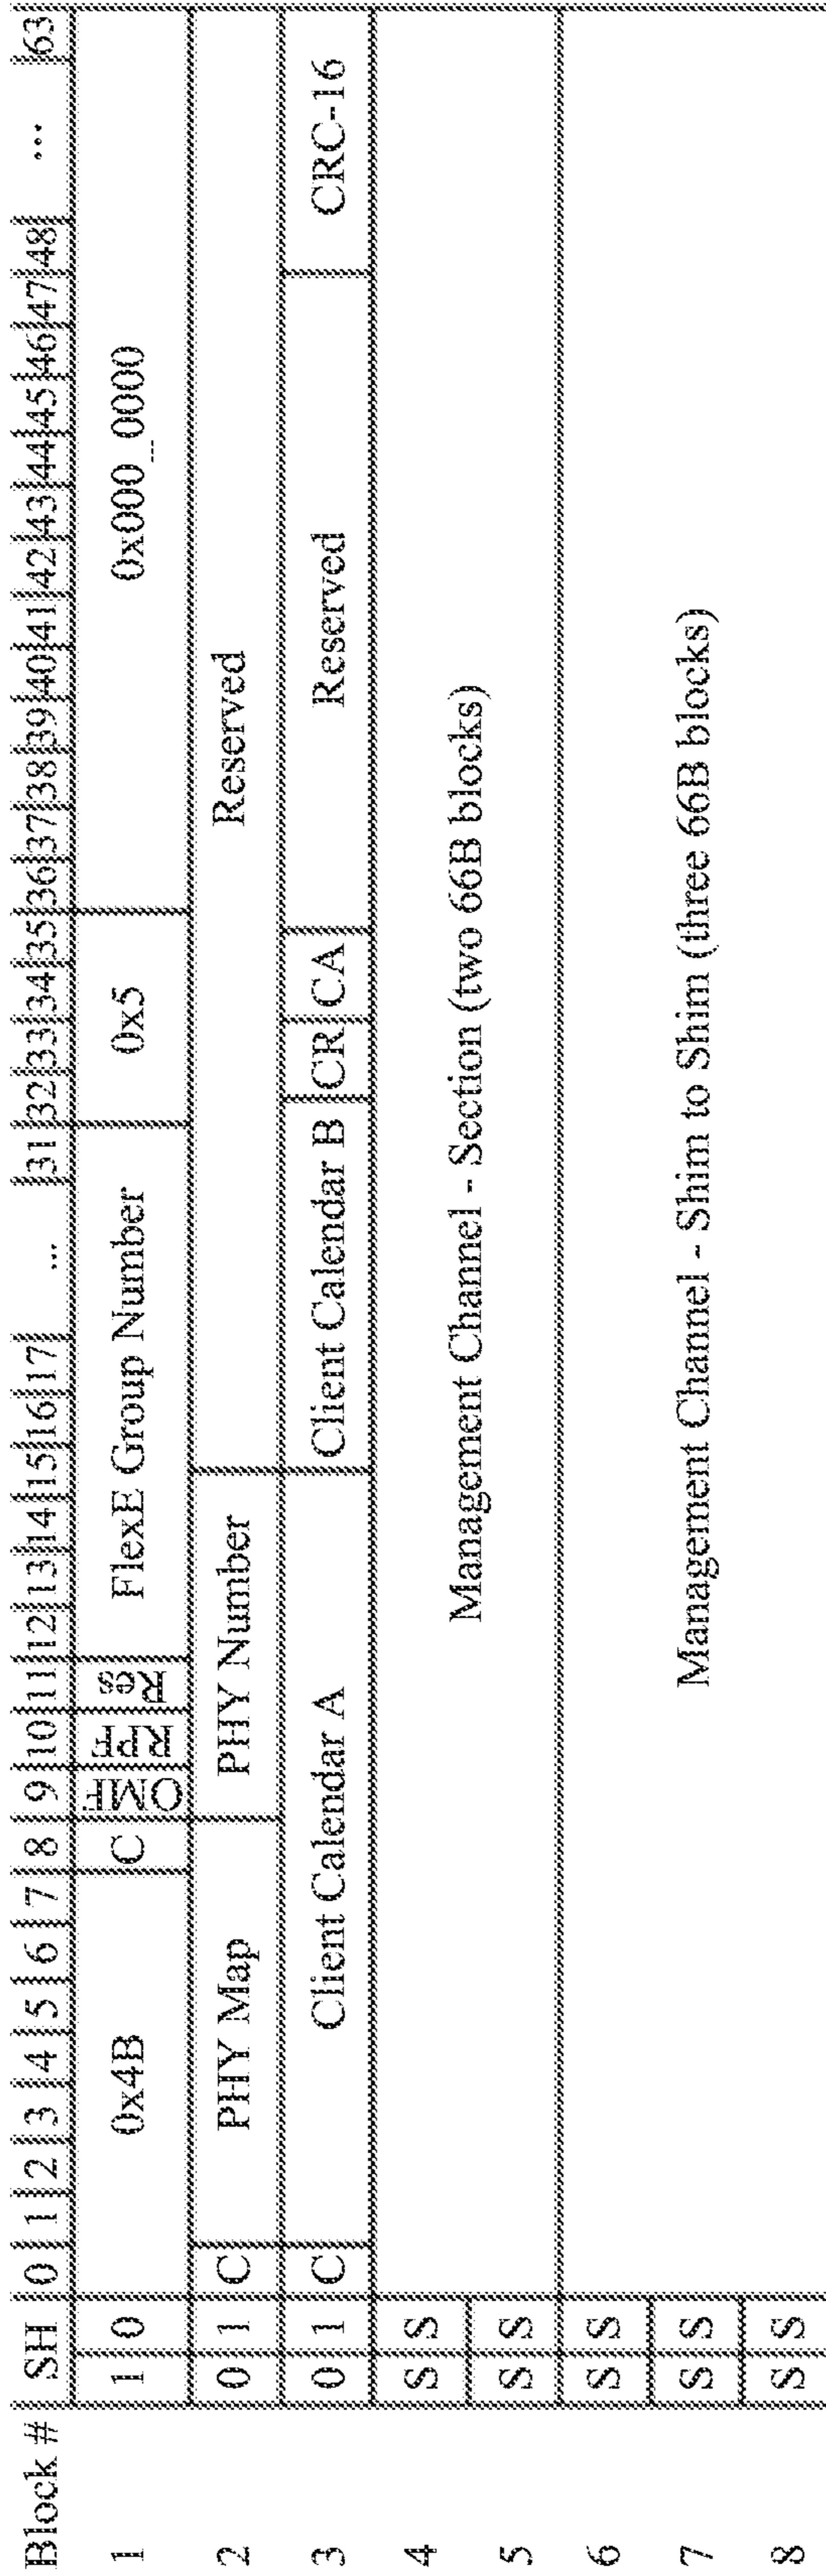 Block # SH 0 1 2 3 4 5 6 7 8 9 10 11 12 13 14 15 16 17 ... 31 32 33 34 35 36 37 38 39 40 41 42 43 44 45 46 47 48 ... 63
1 1 0 0x4B C OMF RPF Res FlexE Group Number 0x5 0x000_0000
2 0 1 C PHY Map PHY Number Reserved
3 0 1 C Client Calendar A Client Calendar B CR CA Reserved CRC-16
4 S S
Management Channel - Section (two 66B blocks)
5 S S
6 S S
7 S S Management Channel - Shim to Shim (three 66B blocks)
8 S S